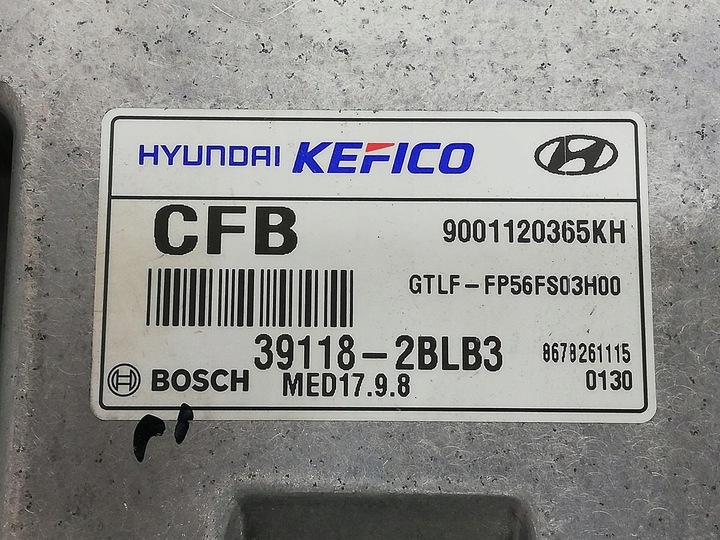 HYUNDAI KEFICO
CFB 9001120365KH
GTLF-FP56FS03H00
39118-2BLB3 8678261115
BOSCH MED17.9.8 0130